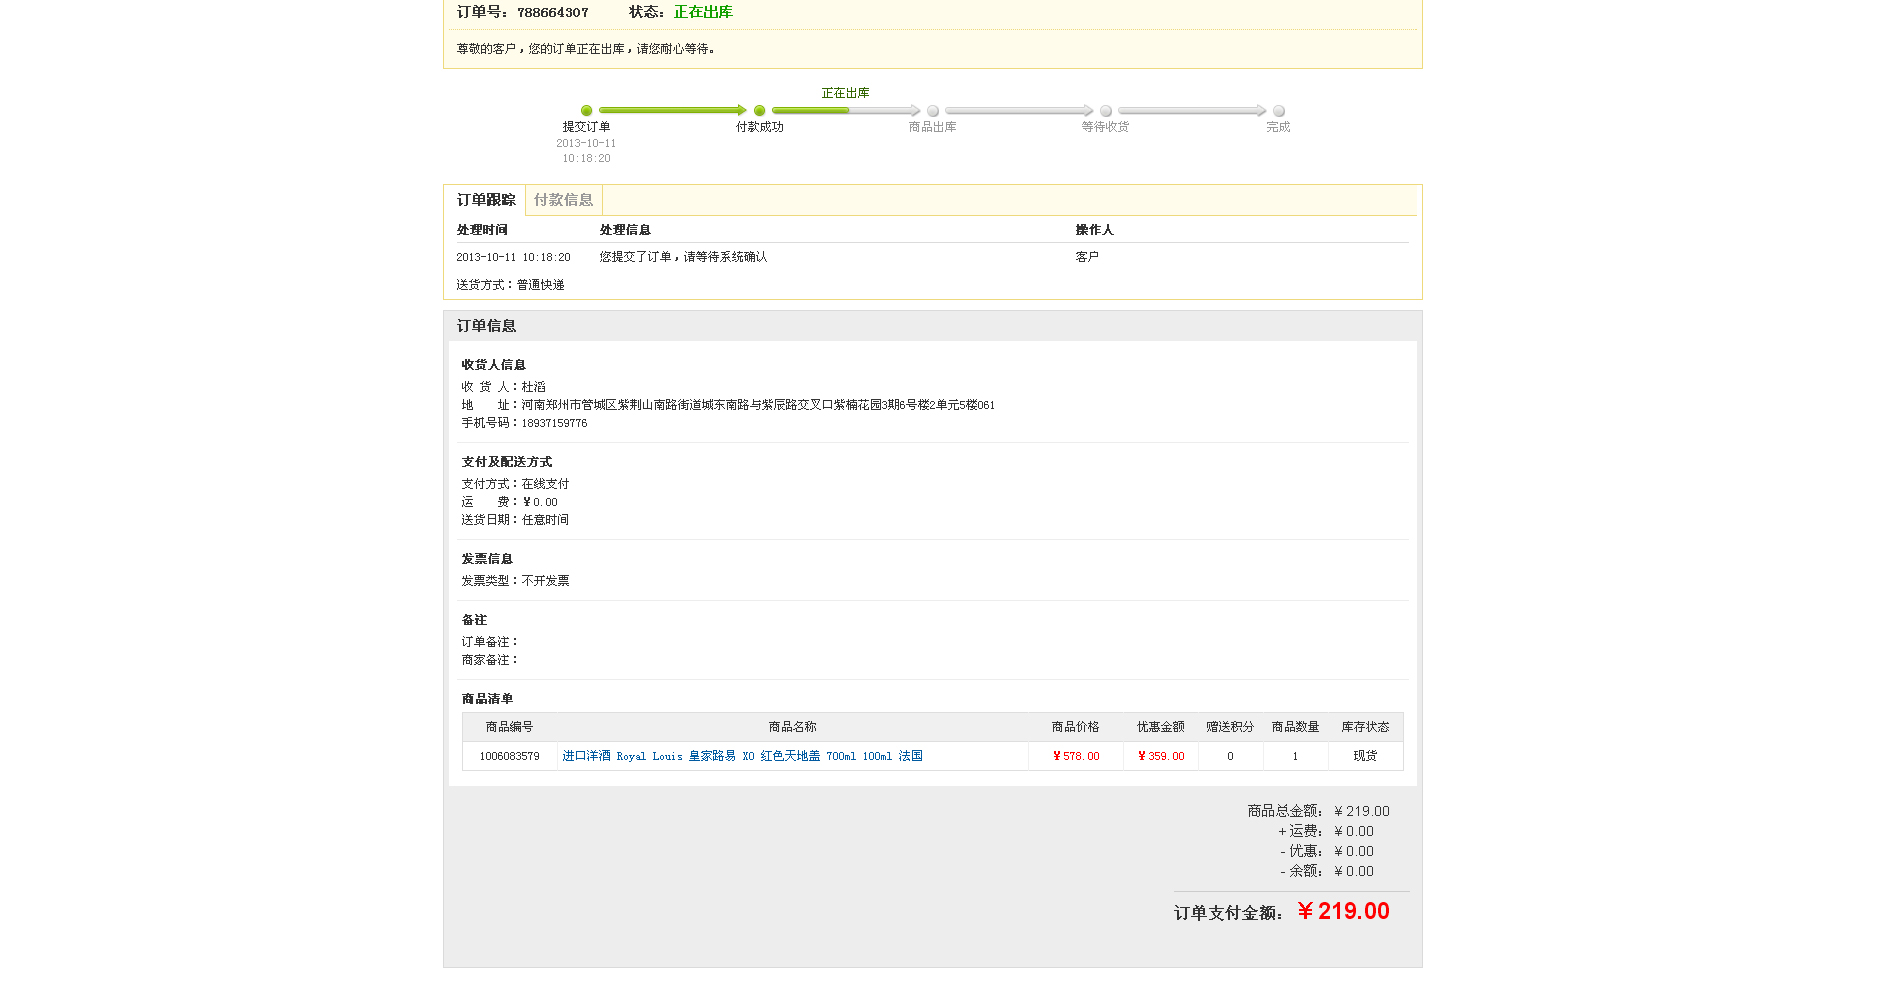 订单号：788664307 状态：正在出库
尊敬的客户，您的订单正在出库，请您耐心等待。
正在出库
提交订单 付款成功 商品出库 等待收货 完成
2013-10-11
10:18:20
订单跟踪 付款信息
处理时间 处理信息 操作人
2013-10-11 10:18:20 您提交了订单，请等待系统确认 客户
送货方式：普通快递
订单信息
收货人信息
收 货 人：杜滔
地 址：河南郑州市管城区紫荆山南路街道城东南路与紫辰路交叉口紫楠花园3期6号楼2单元5楼061
手机号码：18937159776
支付及配送方式
支付方式：在线支付
运 费：￥0.00
送货日期：任意时间
发票信息
发票类型：不开发票
备注
订单备注：
商家备注：
商品清单
商品编号 商品名称 商品价格 优惠金额 赠送积分 商品数量 库存状态
1006083579 进口洋酒 Royal Louis 皇家路易 XO 红色天地盖 700ml 100ml 法国 ￥578.00 ￥359.00 0 1 现货
商品总金额：￥219.00
+ 运费：￥0.00
- 优惠：￥0.00
- 余额：￥0.00
订单支付金额：￥219.00